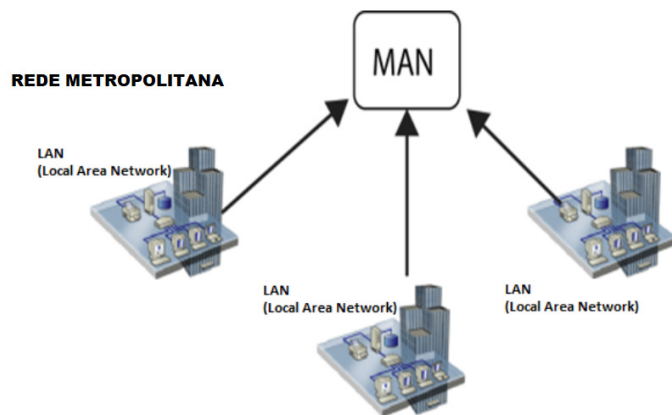 MAN
REDE METROPOLITANA
LAN
(Local Area Network)
LAN
(Local Area Network)
LAN
(Local Area Network)